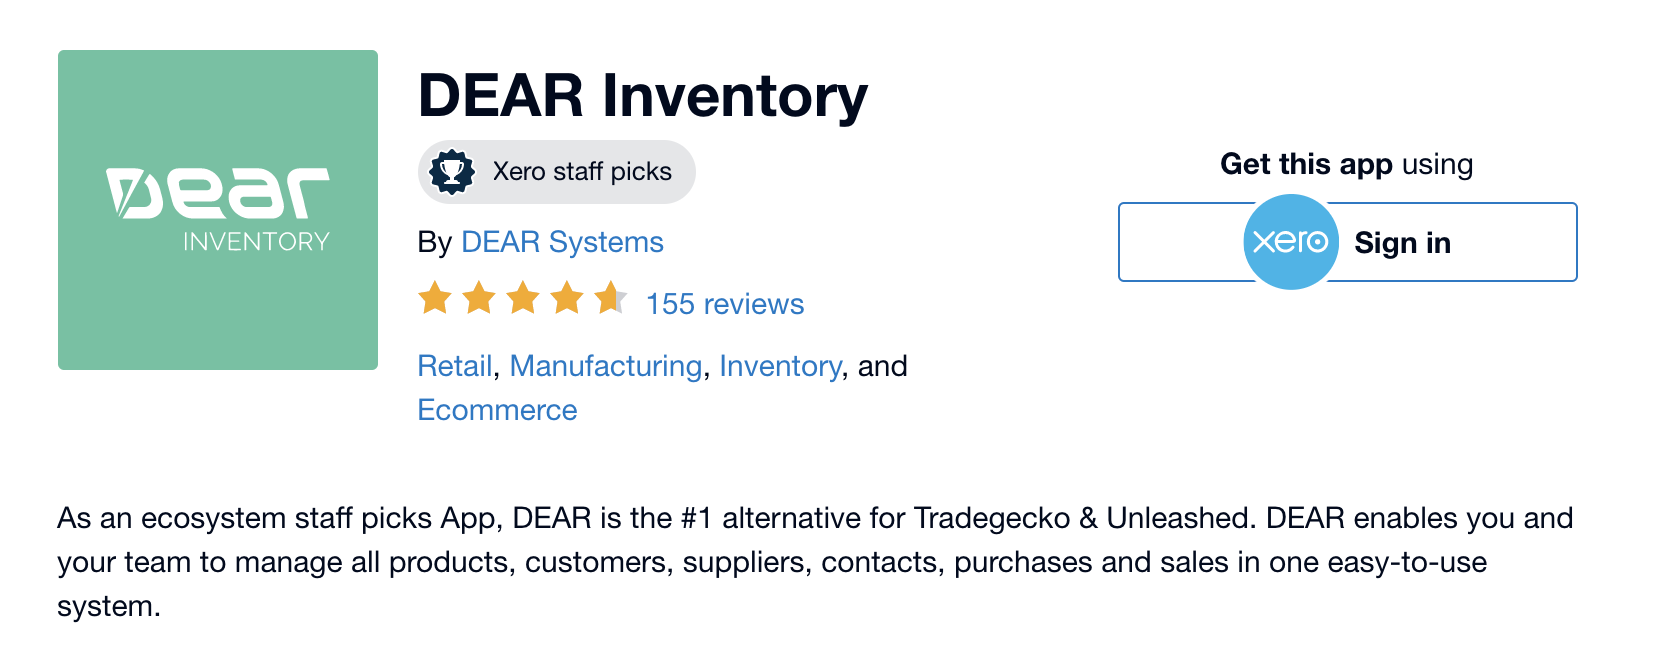 Dear
INVENTORY
DEAR Inventory
Xero staff picks
By DEAR Systems
155 reviews
Retail, Manufacturing, Inventory, and
Ecommerce
Get this app using
xero Sign in
As an ecosystem staff picks App, DEAR is the #1 alternative for Tradegecko & Unleashed. DEAR enables you and
your team to manage all products, customers, suppliers, contacts, purchases and sales in one easy-to-use
system.